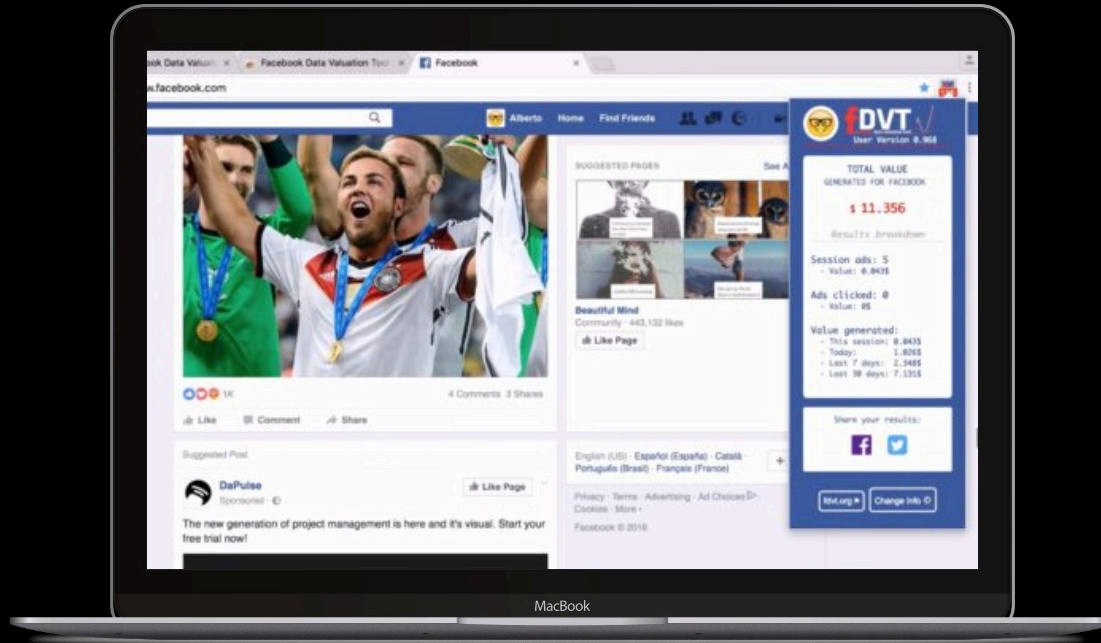 ook Data Valuat
Facebook Data Valuation Tool
Facebook
w.facebook.com
Alberto Home Find Friends
1K
4 Comments 3 Shares
Like Comment Share
Suggested Post
DaPulse
Sponsored ·
Like Page
The new generation of project management is here and it's visual. Start your
free trial now!
SUGGESTED PAGES
See A
Beautiful Mind
Community · 443,132 likes
Like Page
English (US) · Español (España) · Català ·
Português (Brasil) · Français (France)
+
Privacy · Terms · Advertising · Ad Choices
Cookies · More
Facebook © 2016
fDVT
User Version 0.968
TOTAL VALUE
GENERATED FOR FACEBOOK
$ 11.356
Results breakdown
Session ads: 5
- Value: 0.043$
Ads clicked: 0
- Value: 0$
Value generated:
- This session: 0.043$
- Today: 1.026$
- Last 7 days: 2.348$
- Last 30 days: 7.131$
Share your results:
fdvt.org
Change Info
MacBook